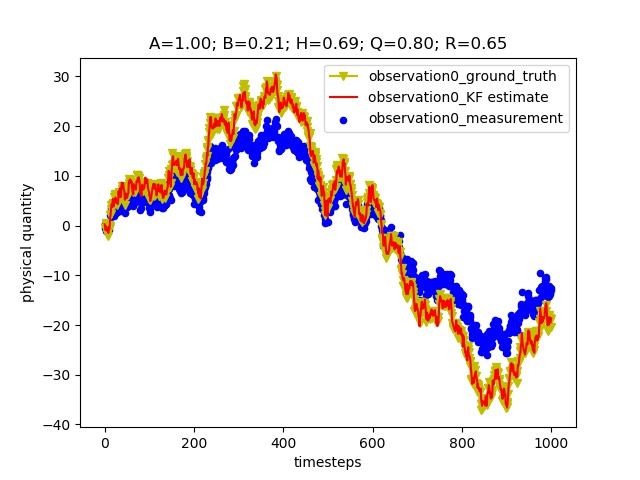 A=1.00; B=0.21; H=0.69; Q=0.80; R=0.65
observation0_ground_truth
observation0_KF estimate
observation0_measurement
physical quantity
30
20
10
0
−10
−20
−30
−40
0 200 400 600 800 1000
timesteps